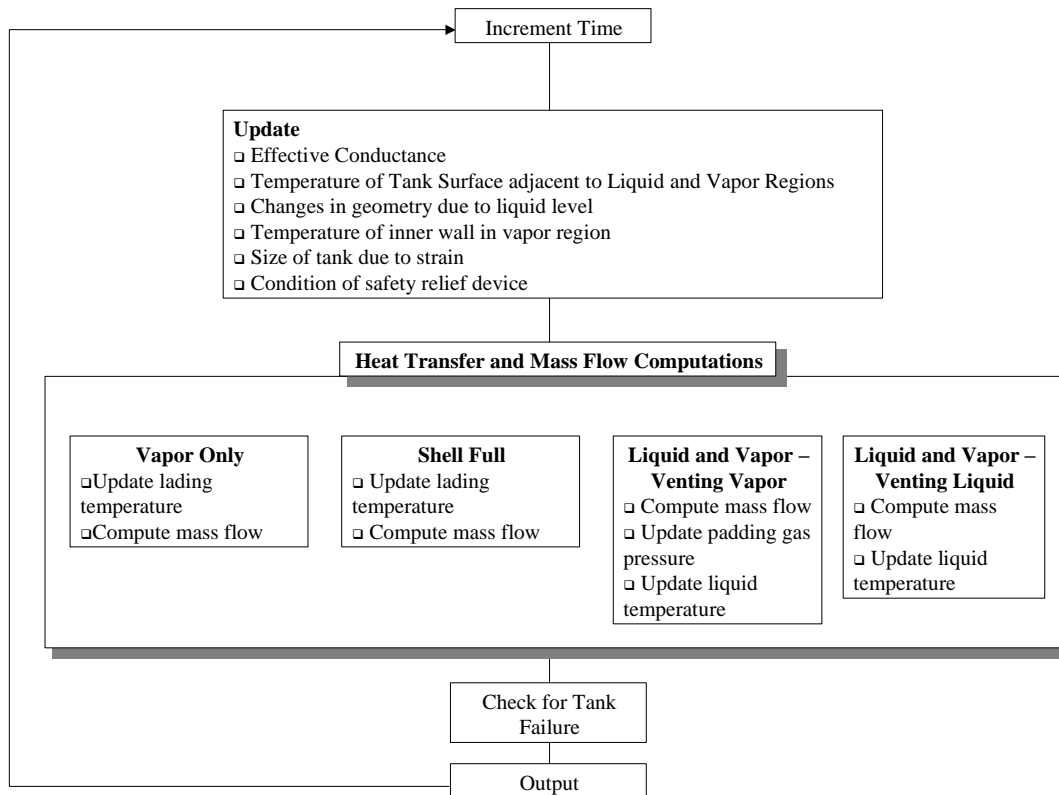 Increment Time
Update
❑ Effective Conductance
❑ Temperature of Tank Surface adjacent to Liquid and Vapor Regions
❑ Changes in geometry due to liquid level
❑ Temperature of inner wall in vapor region
❑ Size of tank due to strain
❑ Condition of safety relief device
Heat Transfer and Mass Flow Computations
Vapor Only
❑Update lading
temperature
❑Compute mass flow
Shell Full
❑ Update lading
temperature
❑ Compute mass flow
Liquid and Vapor –
Venting Vapor
❑ Compute mass flow
❑ Update padding gas
pressure
❑ Update liquid
temperature
Liquid and Vapor –
Venting Liquid
❑ Compute mass
flow
❑ Update liquid
temperature
Check for Tank
Failure
Output